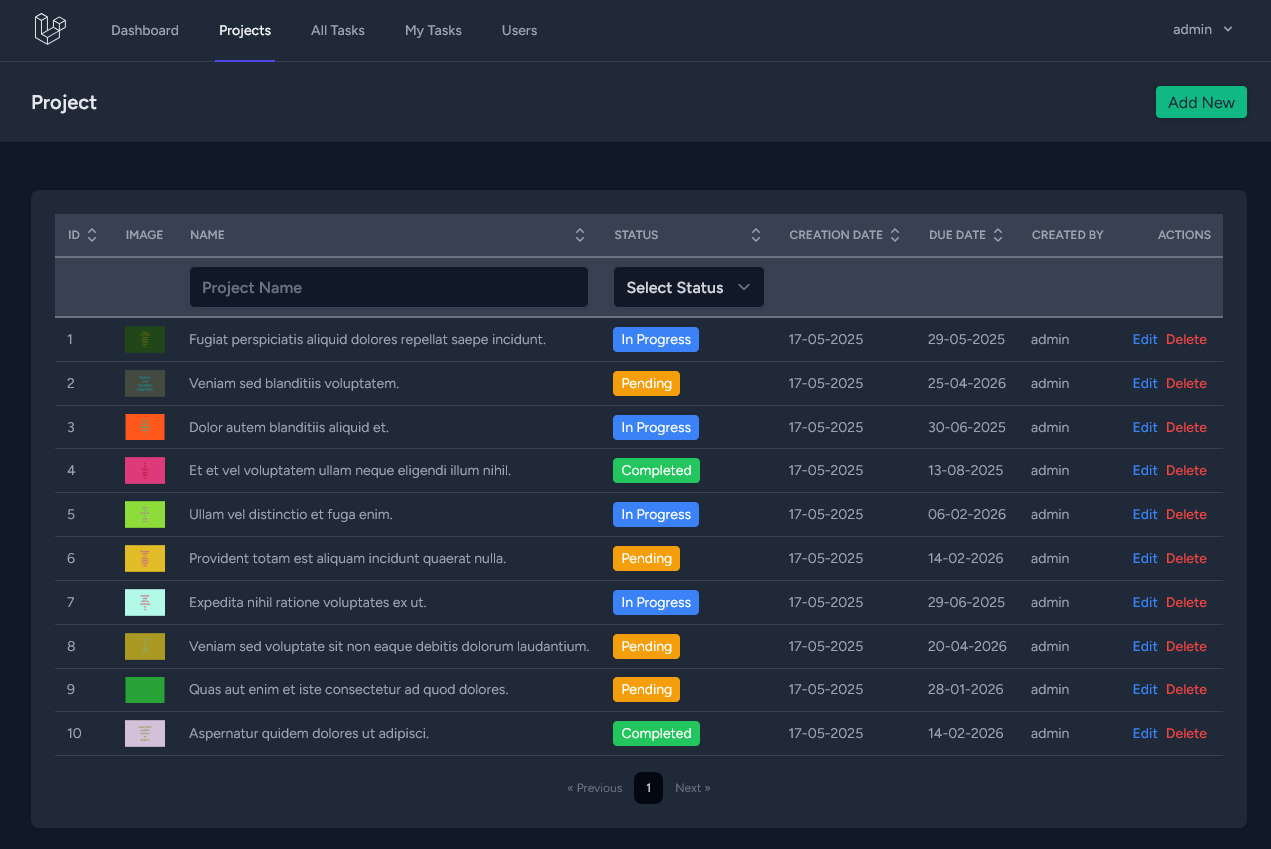 Dashboard Projects All Tasks My Tasks Users admin
Project Add New
ID IMAGE NAME STATUS CREATION DATE DUE DATE CREATED BY ACTIONS
Project Name Select Status
1 Fugiat perspiciatis aliquid dolores repellat saepe incidunt. In Progress 17-05-2025 29-05-2025 admin Edit Delete
2 Veniam sed blanditiis voluptatem. Pending 17-05-2025 25-04-2026 admin Edit Delete
3 Dolor autem blanditiis aliquid et. In Progress 17-05-2025 30-06-2025 admin Edit Delete
4 Et et vel voluptatem ullam neque eligendi illum nihil. Completed 17-05-2025 13-08-2025 admin Edit Delete
5 Ullam vel distinctio et fuga enim. In Progress 17-05-2025 06-02-2026 admin Edit Delete
6 Provident totam est aliquam incidunt quaerat nulla. Pending 17-05-2025 14-02-2026 admin Edit Delete
7 Expedita nihil ratione voluptates ex ut. In Progress 17-05-2025 29-06-2025 admin Edit Delete
8 Veniam sed voluptate sit non eaque debitis dolorum laudantium. Pending 17-05-2025 20-04-2026 admin Edit Delete
9 Quas aut enim et iste consectetur ad quod dolores. Pending 17-05-2025 28-01-2026 admin Edit Delete
10 Aspernatur quidem dolores ut adipisci. Completed 17-05-2025 14-02-2026 admin Edit Delete
« Previous 1 Next »